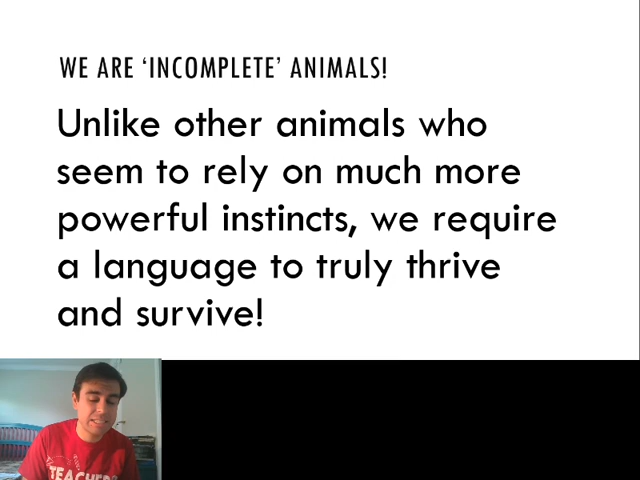 WE ARE ‘INCOMPLETE’ ANIMALS!
Unlike other animals who
seem to rely on much more
powerful instincts, we require
a language to truly thrive
and survive!